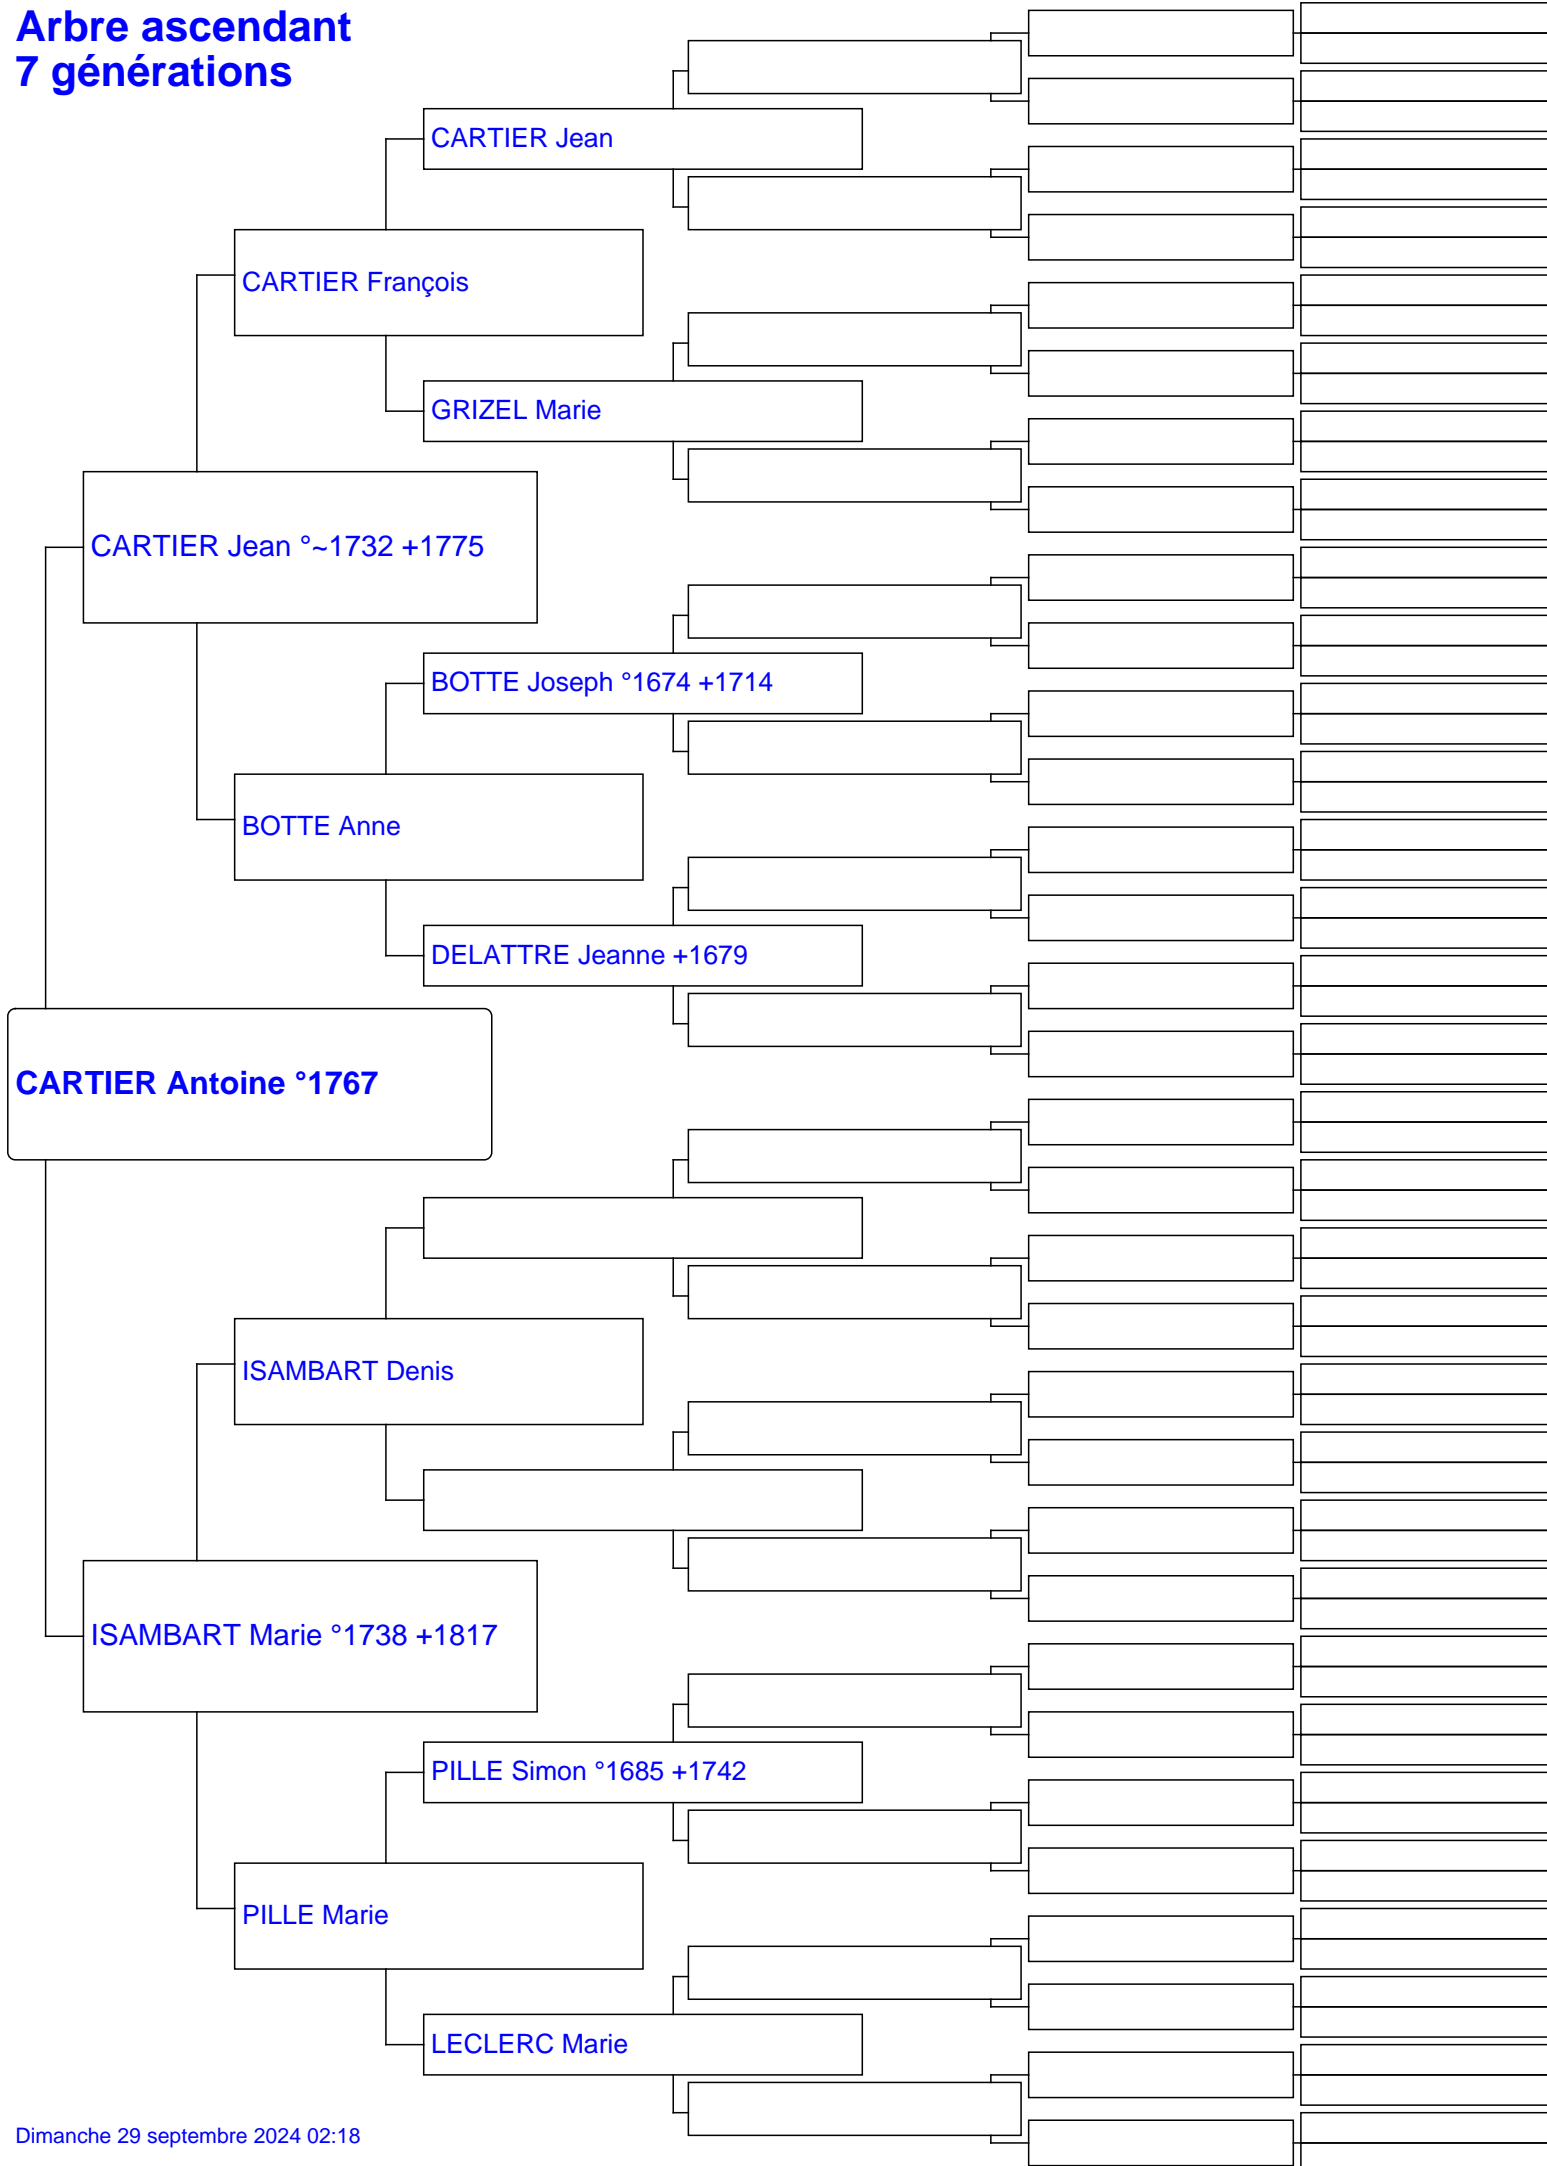 Arbre ascendant
7 générations
CARTIER Jean
CARTIER François
GRIZEL Marie
CARTIER Jean °~1732 +1775
BOTTE Joseph °1674 +1714
BOTTE Anne
DELATTRE Jeanne +1679
CARTIER Antoine °1767
ISAMBART Denis
ISAMBART Marie °1738 +1817
PILLE Simon °1685 +1742
PILLE Marie
LECLERC Marie
Dimanche 29 septembre 2024 02:18